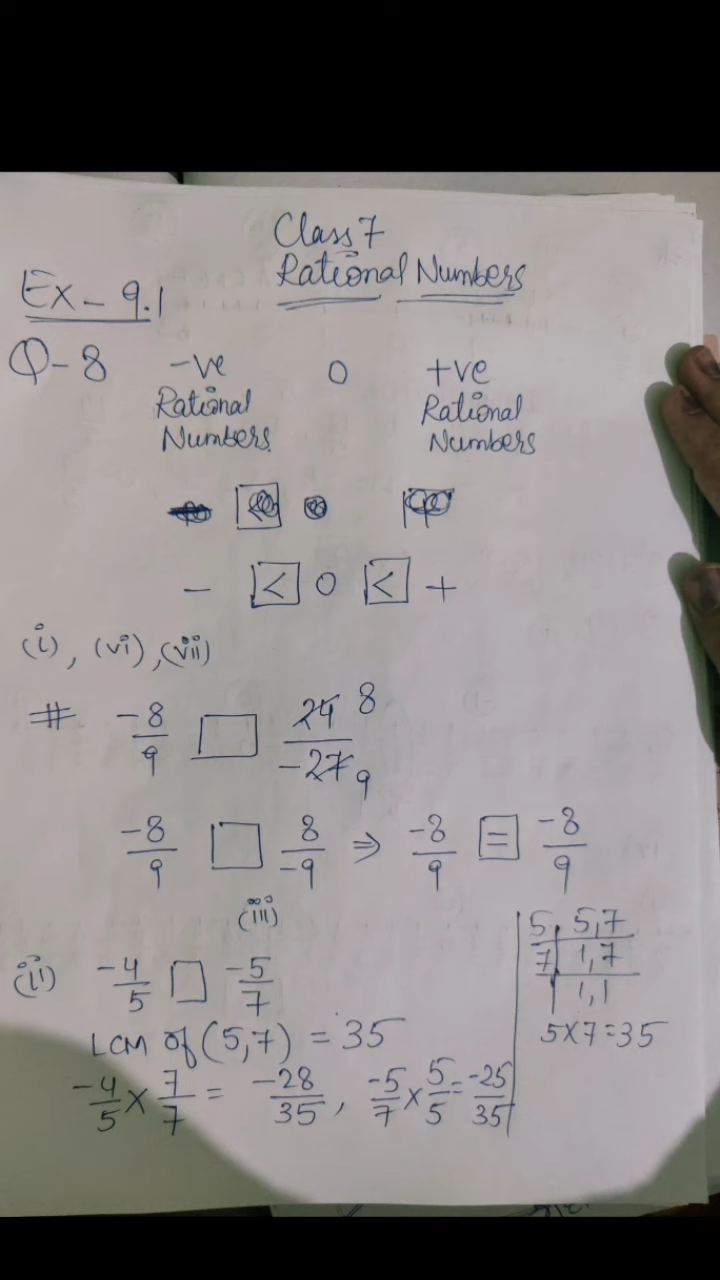 Class 7
Rational Numbers
Ex - 9.1
Q-8 -ve 0 +ve
Rational Rational
Numbers. Numbers
- < 0 < +
(i), (vi), (vii)
# -8/9 □ 24/-27 8 9
-8/9 □ 8/-9 ⇒ -8/9 = -8/9
(iii)
(ii) -4/5 □ -5/7
LCM of (5,7) = 35
-4/5 × 7/7 = -28/35, -5/7 × 5/5 = -25/35
5 5,7
7 1,7
1,1
5×7=35